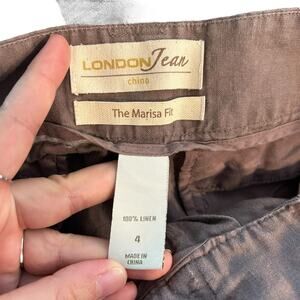 LONDON Jean
chino
The Marisa Fit
100% LINEN
4
MADE IN
CHINA